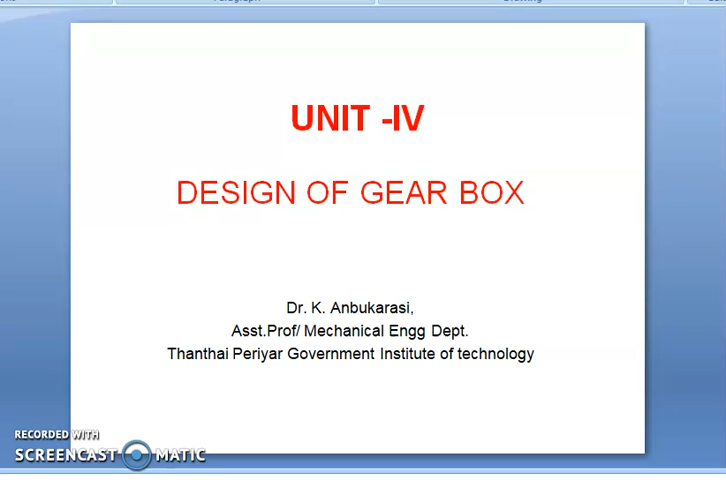 UNIT -IV
DESIGN OF GEAR BOX
Dr. K. Anbukarasi,
Asst.Prof/ Mechanical Engg Dept.
Thanthai Periyar Government Institute of technology
RECORDED WITH
SCREENCAST MATIC